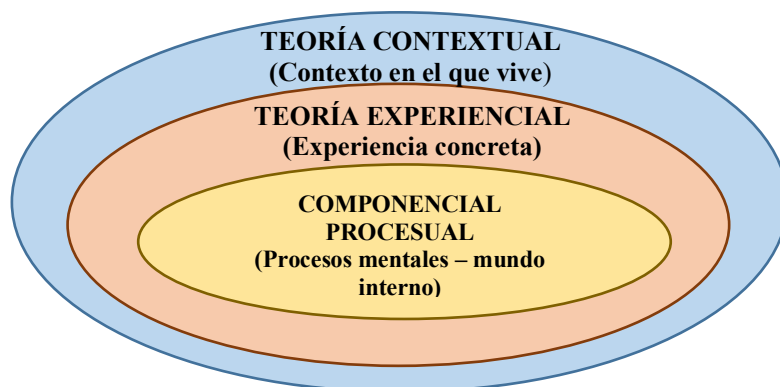 TEORÍA CONTEXTUAL
(Contexto en el que vive)
TEORÍA EXPERIENCIAL
(Experiencia concreta)
COMPONENCIAL
PROCESUAL
(Procesos mentales – mundo
interno)